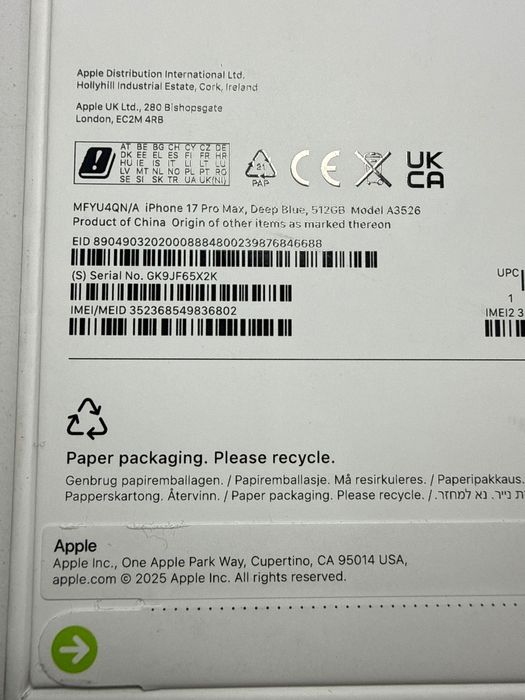 Apple Distribution International Ltd.
Hollyhill Industrial Estate, Cork, Ireland
Apple UK Ltd., 280 Bishopsgate
London, EC2M 4RB
AT BE BG CH CY CZ DE
DK EE EL ES FI FR HR
HU IE IS IT LI LT LU
LV MT NL NO PL PT RO
SE SI SK TR UA UK(NI)
21
PAP
CE
UK
CA
MFYU4QN/A iPhone 17 Pro Max, Deep Blue, 512GB Model A3526
Product of China Origin of other items as marked thereon
EID 89049032020008884800239876846688
(S) Serial No. GK9JF65X2K
IMEI/MEID 352368549836802
UPC
1
IMEI2 3
Paper packaging. Please recycle.
Genbrug papiremballagen. / Papiremballasje. Må resirkuleres. / Paperipakkaus.
Papperskartong. Återvinn. / Paper packaging. Please recycle. / נייר. נא למחזר.
Apple
Apple Inc., One Apple Park Way, Cupertino, CA 95014 USA,
apple.com © 2025 Apple Inc. All rights reserved.